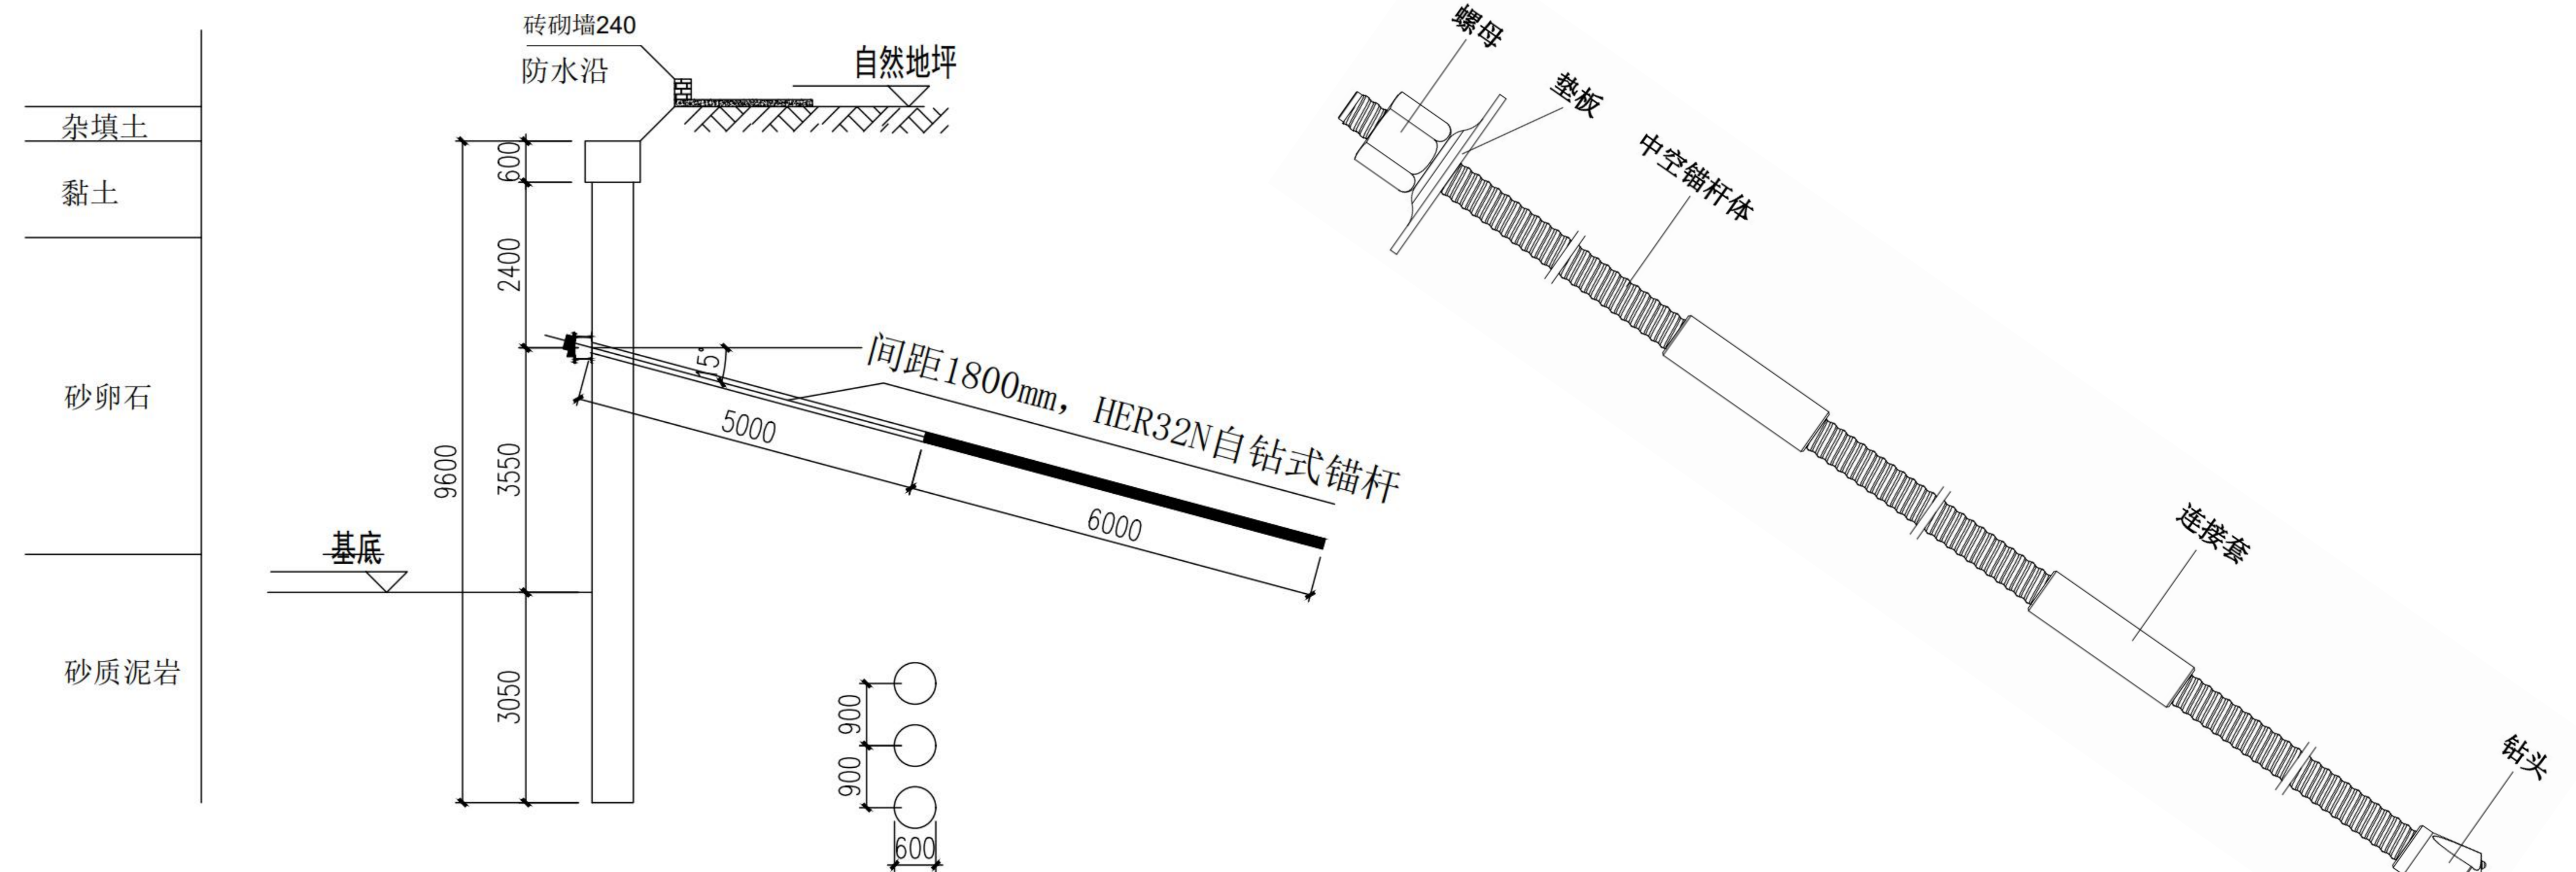 砖砌墙240
防水沿
自然地坪
杂填土
黏土
砂卵石
砂质泥岩
600
2400
3550
3050
9600
基底
15°
5000
6000
间距1800mm，HER32N自钻式锚杆
900
900
600
螺母
垫板
中空锚杆体
连接套
钻头